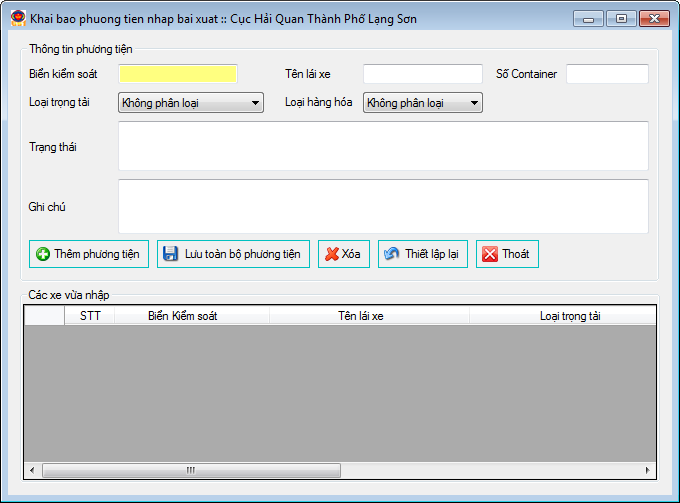 Khai bao phuong tien nhap bai xuat :: Cục Hải Quan Thành Phố Lạng Sơn
Thông tin phương tiện
Biển kiểm soát Tên lái xe Số Container
Loại trọng tải Không phân loại Loại hàng hóa Không phân loại
Trạng thái
Ghi chú
Thêm phương tiện Lưu toàn bộ phương tiện Xóa Thiết lập lại Thoát
Các xe vừa nhập
STT Biển Kiểm soát Tên lái xe Loại trọng tải